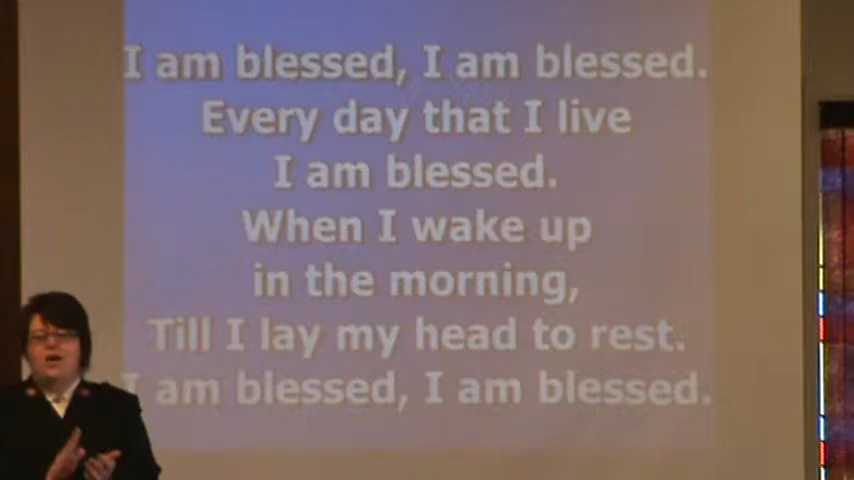 I am blessed, I am blessed.
Every day that I live
I am blessed.
When I wake up
in the morning,
Till I lay my head to rest.
I am blessed, I am blessed.